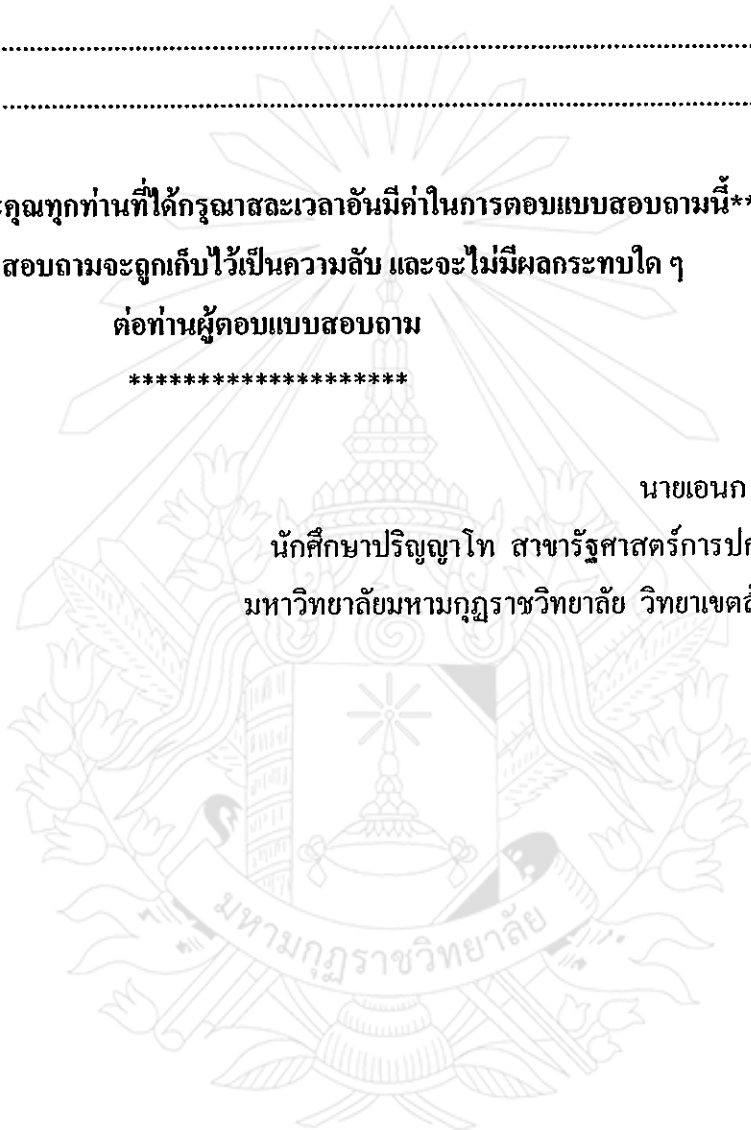 ................................................................................
................................................................................
คุณทุกท่านที่ได้กรุณาสละเวลาอันมีค่าในการตอบแบบสอบถามนี้**
สอบถามจะถูกเก็บไว้เป็นความลับ และจะไม่มีผลกระทบใด ๆ
ต่อท่านผู้ตอบแบบสอบถาม
*********************
นายเอนก
นักศึกษาปริญญาโท สาขารัฐศาสตร์การปก
มหาวิทยาลัยมหามกุฏราชวิทยาลัย วิทยาเขต
มหามกุฏราชวิทยาลัย